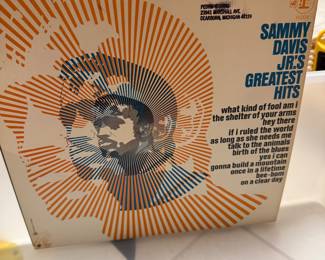 SAMMY
DAVIS
JR.'S
GREATEST
HITS
what kind of fool am i
the shelter of your arms
hey there
if i ruled the world
as long as she needs me
talk to the animals
birth of the blues
yes i can
gonna build a mountain
once in a lifetime
bee-bom
on a clear day